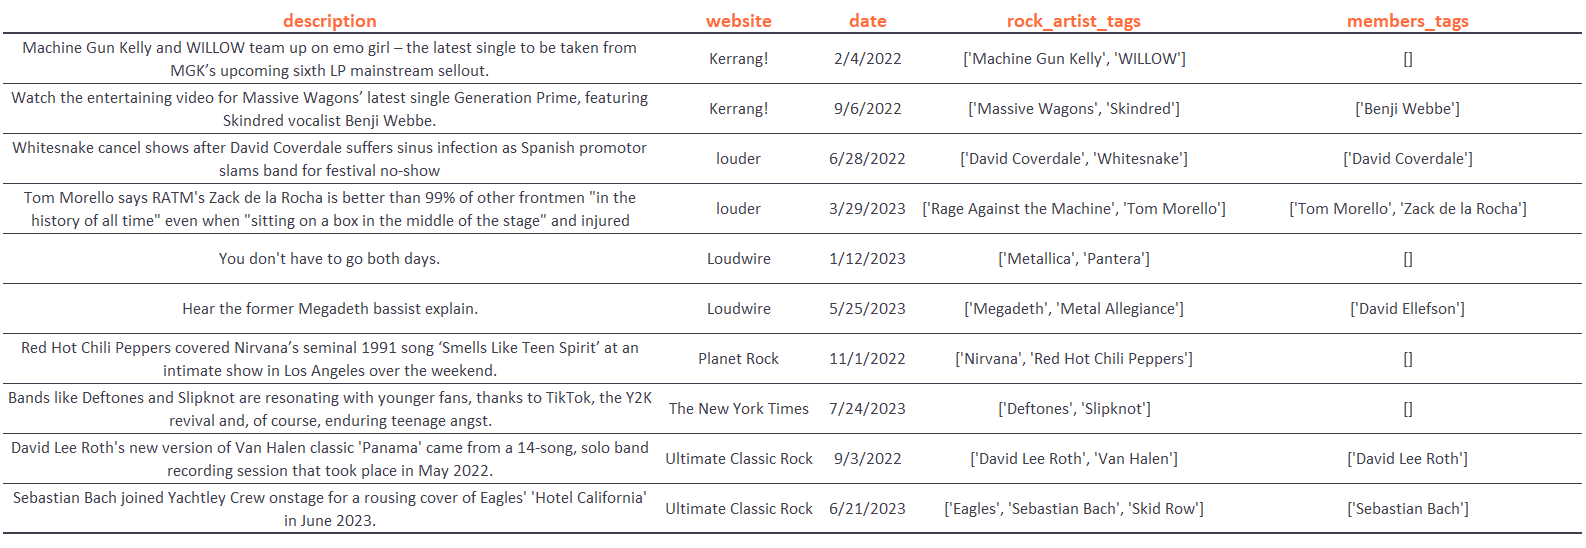 description website date rock_artist_tags members_tags
Machine Gun Kelly and WILLOW team up on emo girl – the latest single to be taken from
MGK’s upcoming sixth LP mainstream sellout.
Kerrang! 2/4/2022 ['Machine Gun Kelly', 'WILLOW'] []
Watch the entertaining video for Massive Wagons’ latest single Generation Prime, featuring
Skindred vocalist Benji Webbe.
Kerrang! 9/6/2022 ['Massive Wagons', 'Skindred'] ['Benji Webbe']
Whitesnake cancel shows after David Coverdale suffers sinus infection as Spanish promotor
slams band for festival no-show
louder 6/28/2022 ['David Coverdale', 'Whitesnake'] ['David Coverdale']
Tom Morello says RATM's Zack de la Rocha is better than 99% of other frontmen "in the
history of all time" even when "sitting on a box in the middle of the stage" and injured
louder 3/29/2023 ['Rage Against the Machine', 'Tom Morello'] ['Tom Morello', 'Zack de la Rocha']
You don't have to go both days. Loudwire 1/12/2023 ['Metallica', 'Pantera'] []
Hear the former Megadeth bassist explain. Loudwire 5/25/2023 ['Megadeth', 'Metal Allegiance'] ['David Ellefson']
Red Hot Chili Peppers covered Nirvana’s seminal 1991 song ‘Smells Like Teen Spirit’ at an
intimate show in Los Angeles over the weekend.
Planet Rock 11/1/2022 ['Nirvana', 'Red Hot Chili Peppers'] []
Bands like Deftones and Slipknot are resonating with younger fans, thanks to TikTok, the Y2K
revival and, of course, enduring teenage angst.
The New York Times 7/24/2023 ['Deftones', 'Slipknot'] []
David Lee Roth's new version of Van Halen classic 'Panama' came from a 14-song, solo band
recording session that took place in May 2022.
Ultimate Classic Rock 9/3/2022 ['David Lee Roth', 'Van Halen'] ['David Lee Roth']
Sebastian Bach joined Yachtley Crew onstage for a rousing cover of Eagles' 'Hotel California'
in June 2023.
Ultimate Classic Rock 6/21/2023 ['Eagles', 'Sebastian Bach', 'Skid Row'] ['Sebastian Bach']